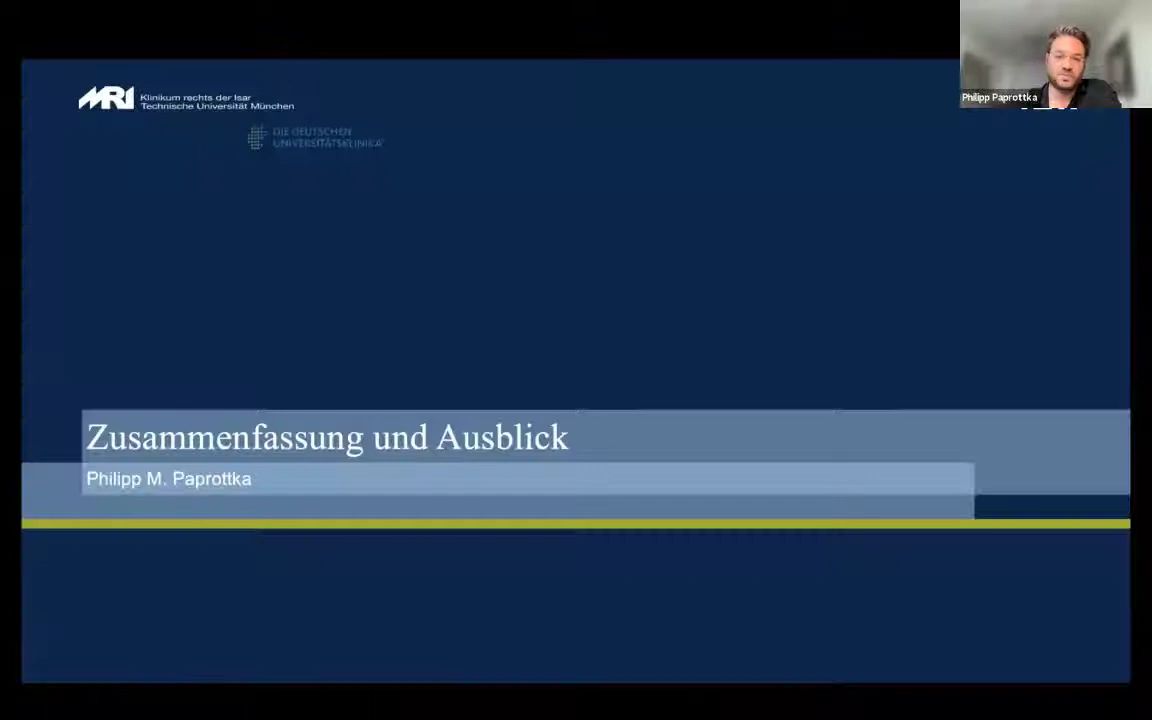 MRI
Klinikum rechts der Isar
Technische Universität München
DIE DEUTSCHEN
UNIVERSITÄTSKLINIKA
Philipp Paprottka
Zusammenfassung und Ausblick
Philipp M. Paprottka